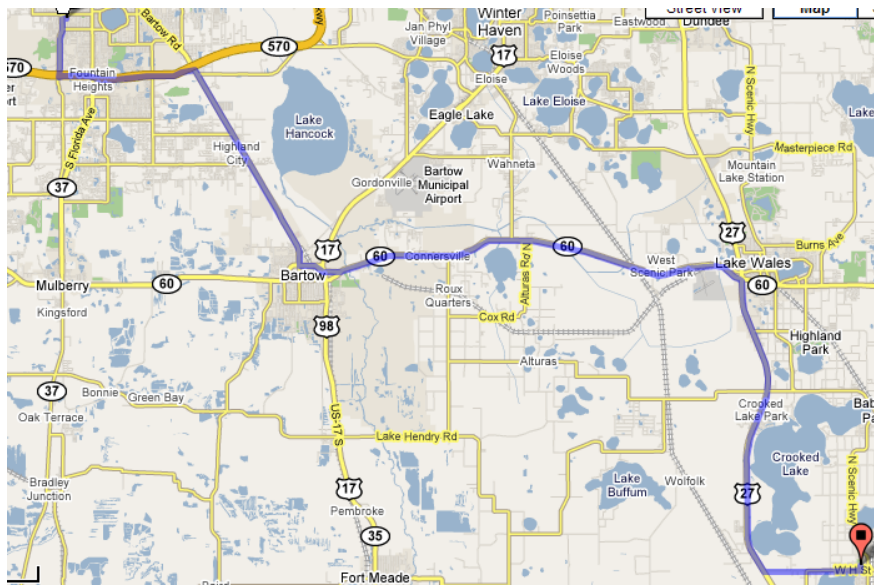 Street View
Map
Dundee
Winter
Haven
Poinsettia
Park
Eastwood
Jan Phyl
Village
Bartow Rd
570
17
Eloise
Eloise
Woods
N Scenic Hwy
570
Fountain
Heights
Lake Eloise
Lake
Hancock
Eagle Lake
S Florida Ave
Highland
City
Wahneta
Masterpiece Rd
Bartow
Municipal
Airport
Mountain
Lake Station
Gordonville
37
17
27
Burns Ave
60
Connersville
60
Alturas Rd N
West
Scenic Park
Lake Wales
Bartow
60
60
Mulberry
Kingsford
Roux
Quarters
Cox Rd
98
Highland
Park
Alturas
37
Bonnie
Green Bay
Oak Terrace
US-17 S
Crooked
Lake Park
Lake Hendry Rd
Crooked
Lake
N Scenic Hwy
Bradley
Junction
Lake
Buffum
Wolfolk
17
27
Pembroke
35
W H St
Fort Meade